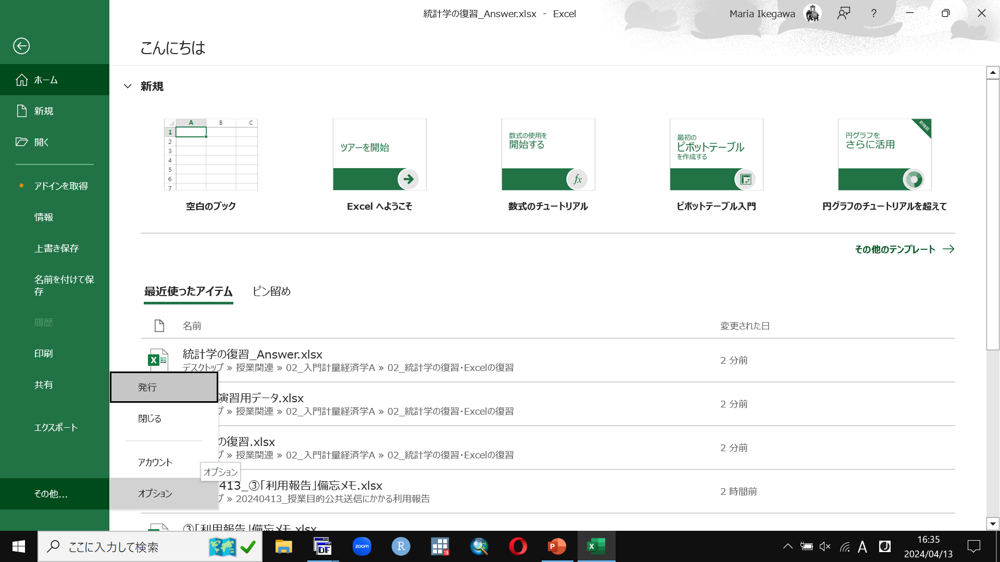 統計学の復習_Answer.xlsx - Excel
Maria Ikegawa
?
こんにちは
ホーム
新規
開く
アドインを取得
情報
上書き保存
名前を付けて保
存
履歴
印刷
共有
エクスポート
その他...
新規
A B C
1
2
3
4
5
6
7
空白のブック
ツアーを開始
Excel へようこそ
数式の使用を
開始する
fx
数式のチュートリアル
最初の
ピボットテーブル
を作成する
ピボットテーブル入門
新機能
円グラフを
さらに活用
円グラフのチュートリアルを超えて
その他のテンプレート
最近使ったアイテム ピン留め
名前 変更された日
統計学の復習_Answer.xlsx
デスクトップ » 授業関連 » 02_入門計量経済学A » 02_統計学の復習・Excelの復習
2 分前
演習用データ.xlsx
プ » 授業関連 » 02_入門計量経済学A » 02_統計学の復習・Excelの復習
2 分前
の復習.xlsx
プ » 授業関連 » 02_入門計量経済学A » 02_統計学の復習・Excelの復習
2 分前
413_③「利用報告」備忘メモ.xlsx
プ » 20240413_授業目的公共送信にかかる利用報告
2 時間前
③「利用報告」備忘メモ.xlsx
発行
閉じる
アカウント
オプション
オプション
ここに入力して検索
DF
zoom
R
15
P
X
A
J
16:35
2024/04/13